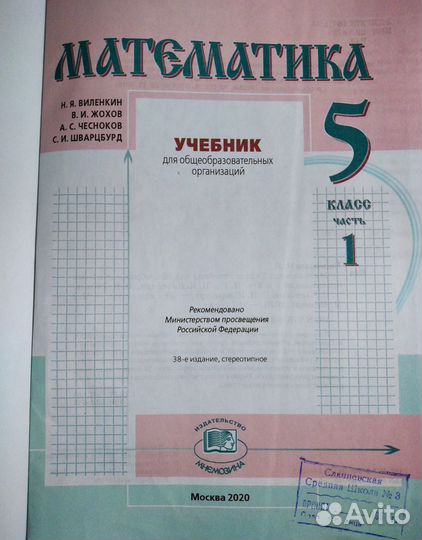 МАТЕМАТИКА
Н. Я. ВИЛЕНКИН
В. И. ЖОХОВ
А. С. ЧЕСНОКОВ
С. И. ШВАРЦБУРД
УЧЕБНИК
для общеобразовательных
организаций
5
КЛАСС
ЧАСТЬ
1
Рекомендовано
Министерством просвещения
Российской Федерации
38-е издание, стереотипное
ИЗДАТЕЛЬСТВО
МНЕМОЗИНА
Москва 2020
Средняя Школа № 3
Avito